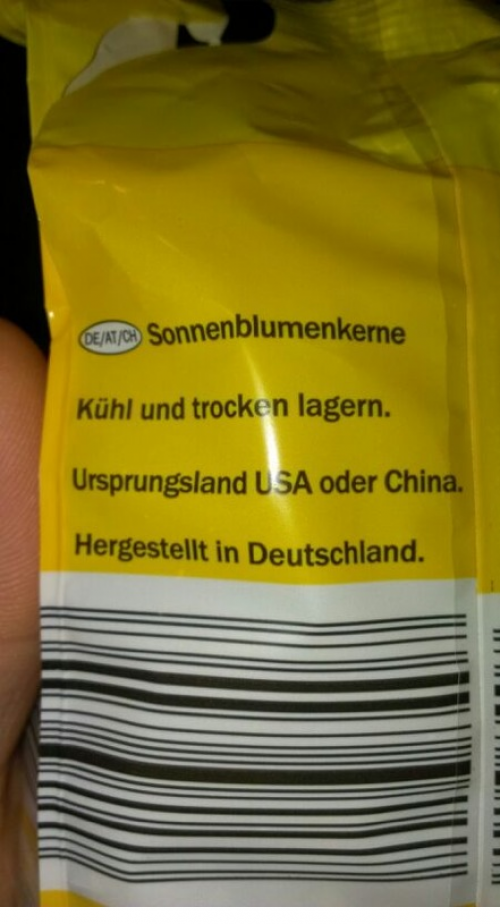 DE/AT/CH Sonnenblumenkerne
Kühl und trocken lagern.
Ursprungsland USA oder China.
Hergestellt in Deutschland.